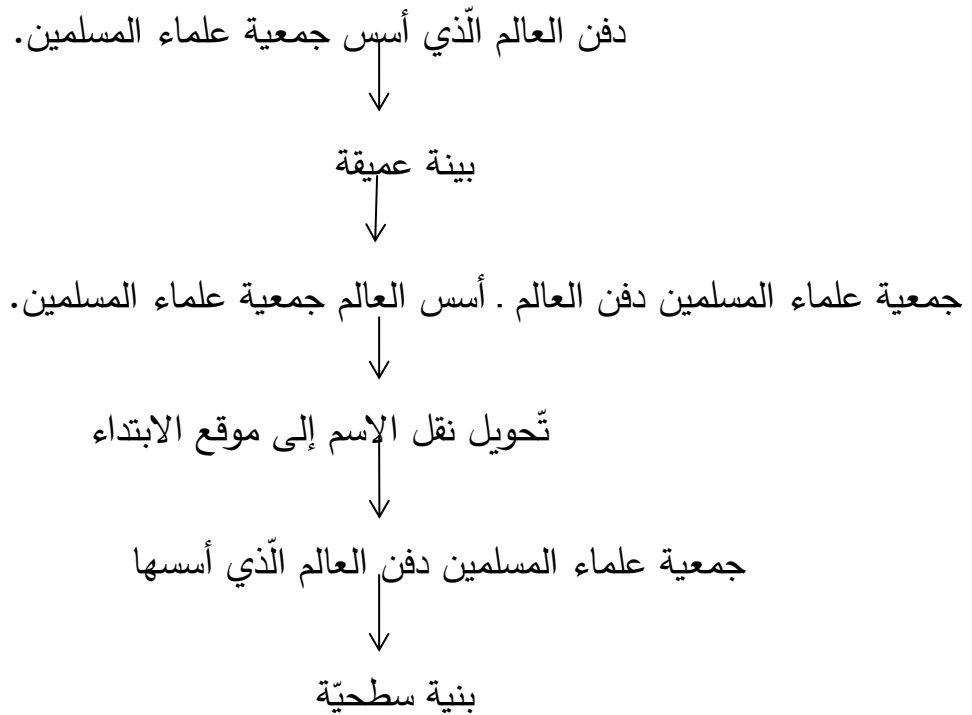 دفن العالم الّذي أسس جمعية علماء المسلمين.
بينة عميقة
جمعية علماء المسلمين دفن العالم . أسس العالم جمعية علماء المسلمين.
تّحويل نقل الاسم إلى موقع الابتداء
جمعية علماء المسلمين دفن العالم الّذي أسسها
بنية سطحيّة